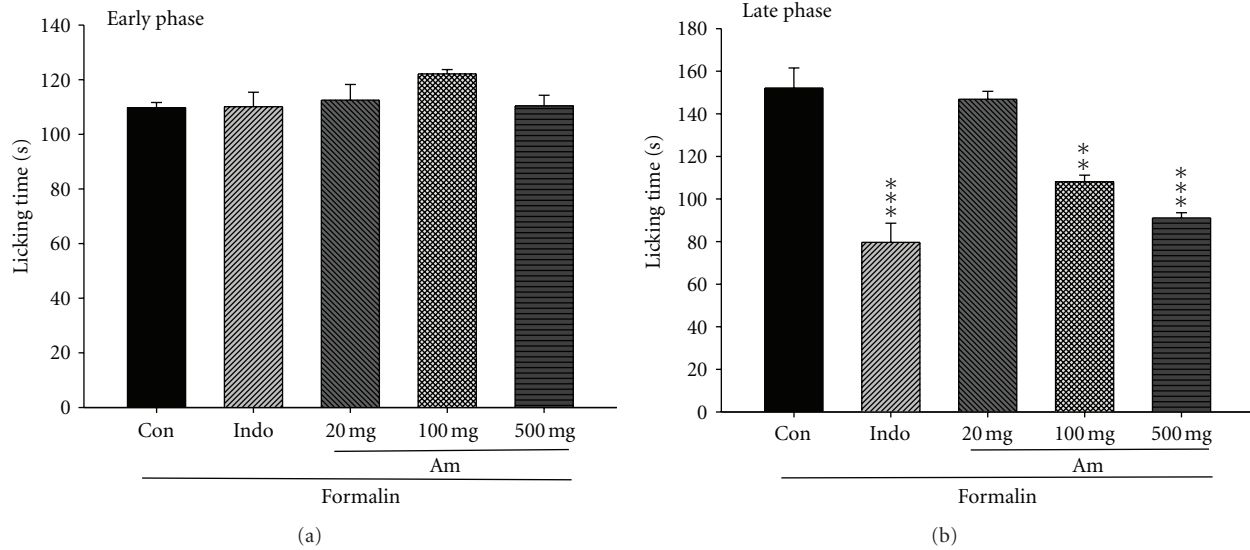 Early phase
Licking time (s)
140
120
100
80
60
40
20
0
Con Indo 20 mg 100 mg 500 mg
Am
Formalin
(a)
Late phase
Licking time (s)
180
160
140
120
100
80
60
40
20
0
***
**
***
Con Indo 20 mg 100 mg 500 mg
Am
Formalin
(b)